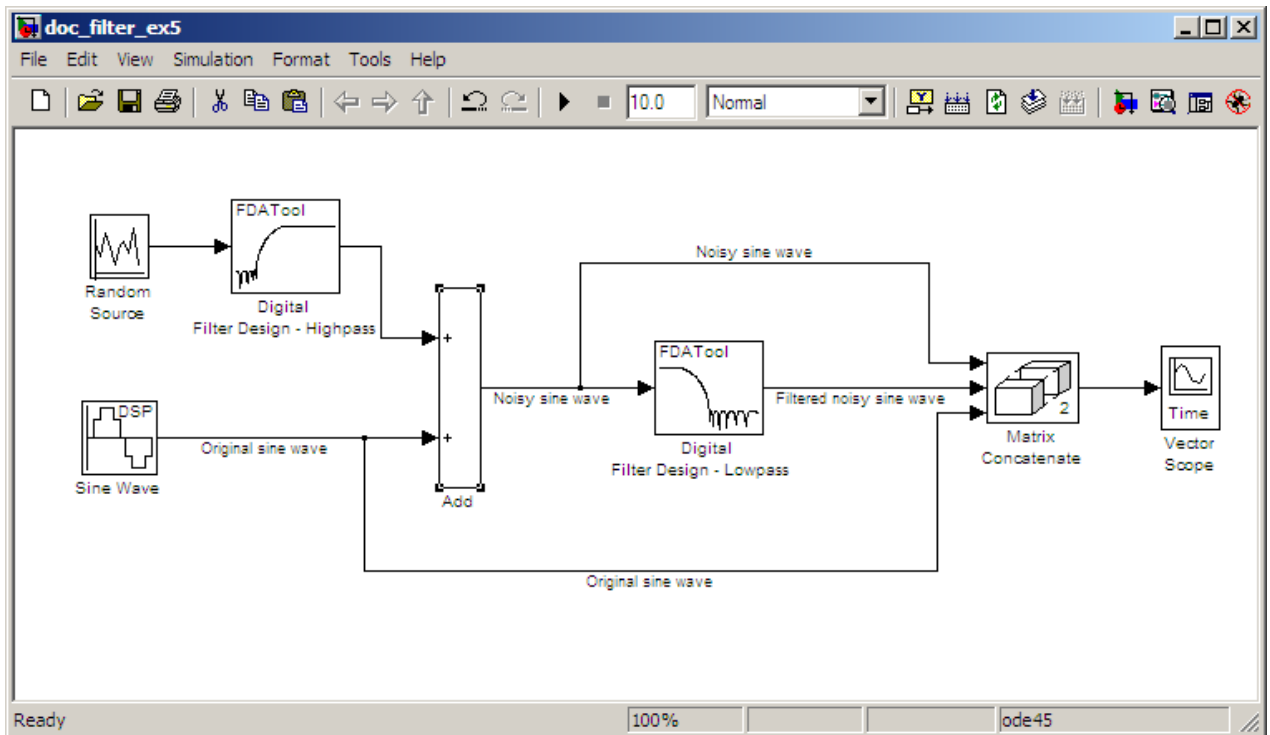 doc_filter_ex5
File Edit View Simulation Format Tools Help
10.0 Normal
FDATool
Random
Source
Digital
Filter Design - Highpass
Noisy sine wave
+
DSP
Sine Wave
Original sine wave
+
Add
Noisy sine wave
FDATool
Digital
Filter Design - Lowpass
Filtered noisy sine wave
2
Matrix
Concatenate
Time
Vector
Scope
Original sine wave
Ready 100% ode45